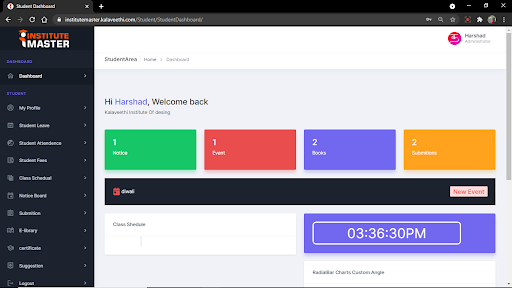 Student Dashboard
institutemaster.kalaveethi.com/Student/StudentDashboard/
INSTITUTE
MASTER
Harshad
Administrator
DASHBOARD
StudentArea
Home > Dashboard
Dashboard
STUDENT
My Profile
Student Leave
Student Attendence
Student Fees
Class Schedual
Notice Board
Submition
E-library
certificate
Suggestion
Logout
Hi Harshad, Welcome back
Kalaveethi Institute Of desing
1
Notice
1
Event
2
Books
2
Submitions
diwali
New Event
Class Shedule
03:36:30PM
RadialBar Charts Custom Angle